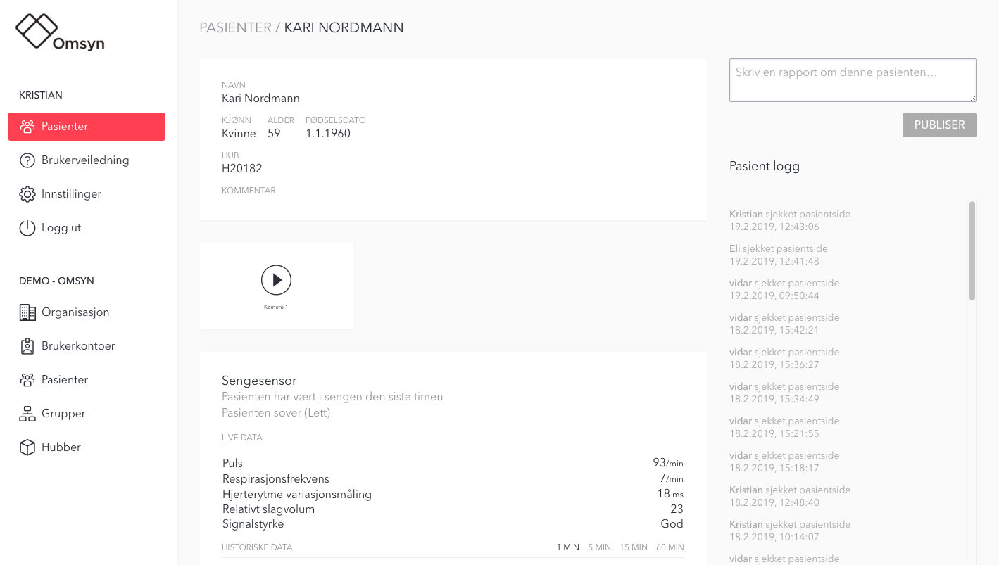 Omsyn
KRISTIAN
Pasienter
Brukerveiledning
Innstillinger
Logg ut
DEMO - OMSYN
Organisasjon
Brukerkontoer
Pasienter
Grupper
Hubber
PASIENTER / KARI NORDMANN
NAVN
Kari Nordmann
KJØNN ALDER FØDSELSDATO
Kvinne 59 1.1.1960
HUB
H20182
KOMMENTAR
Kamera 1
Sengesensor
Pasienten har vært i sengen den siste timen
Pasienten sover (Lett)
LIVE DATA
Puls 93/min
Respirasjonsfrekvens 7/min
Hjerterytme variasjonsmåling 18 ms
Relativt slagvolum 23
Signalstyrke God
HISTORISKE DATA 1 MIN 5 MIN 15 MIN 60 MIN
Skriv en rapport om denne pasienten...
PUBLISER
Pasient logg
Kristian sjekket pasientside
19.2.2019, 12:43:06
Eli sjekket pasientside
19.2.2019, 12:41:48
vidar sjekket pasientside
19.2.2019, 09:50:44
vidar sjekket pasientside
18.2.2019, 15:42:21
vidar sjekket pasientside
18.2.2019, 15:36:27
vidar sjekket pasientside
18.2.2019, 15:34:49
vidar sjekket pasientside
18.2.2019, 15:21:55
vidar sjekket pasientside
18.2.2019, 15:18:17
Kristian sjekket pasientside
18.2.2019, 12:48:40
Kristian sjekket pasientside
18.2.2019, 10:14:07
vidar sjekket pasientside